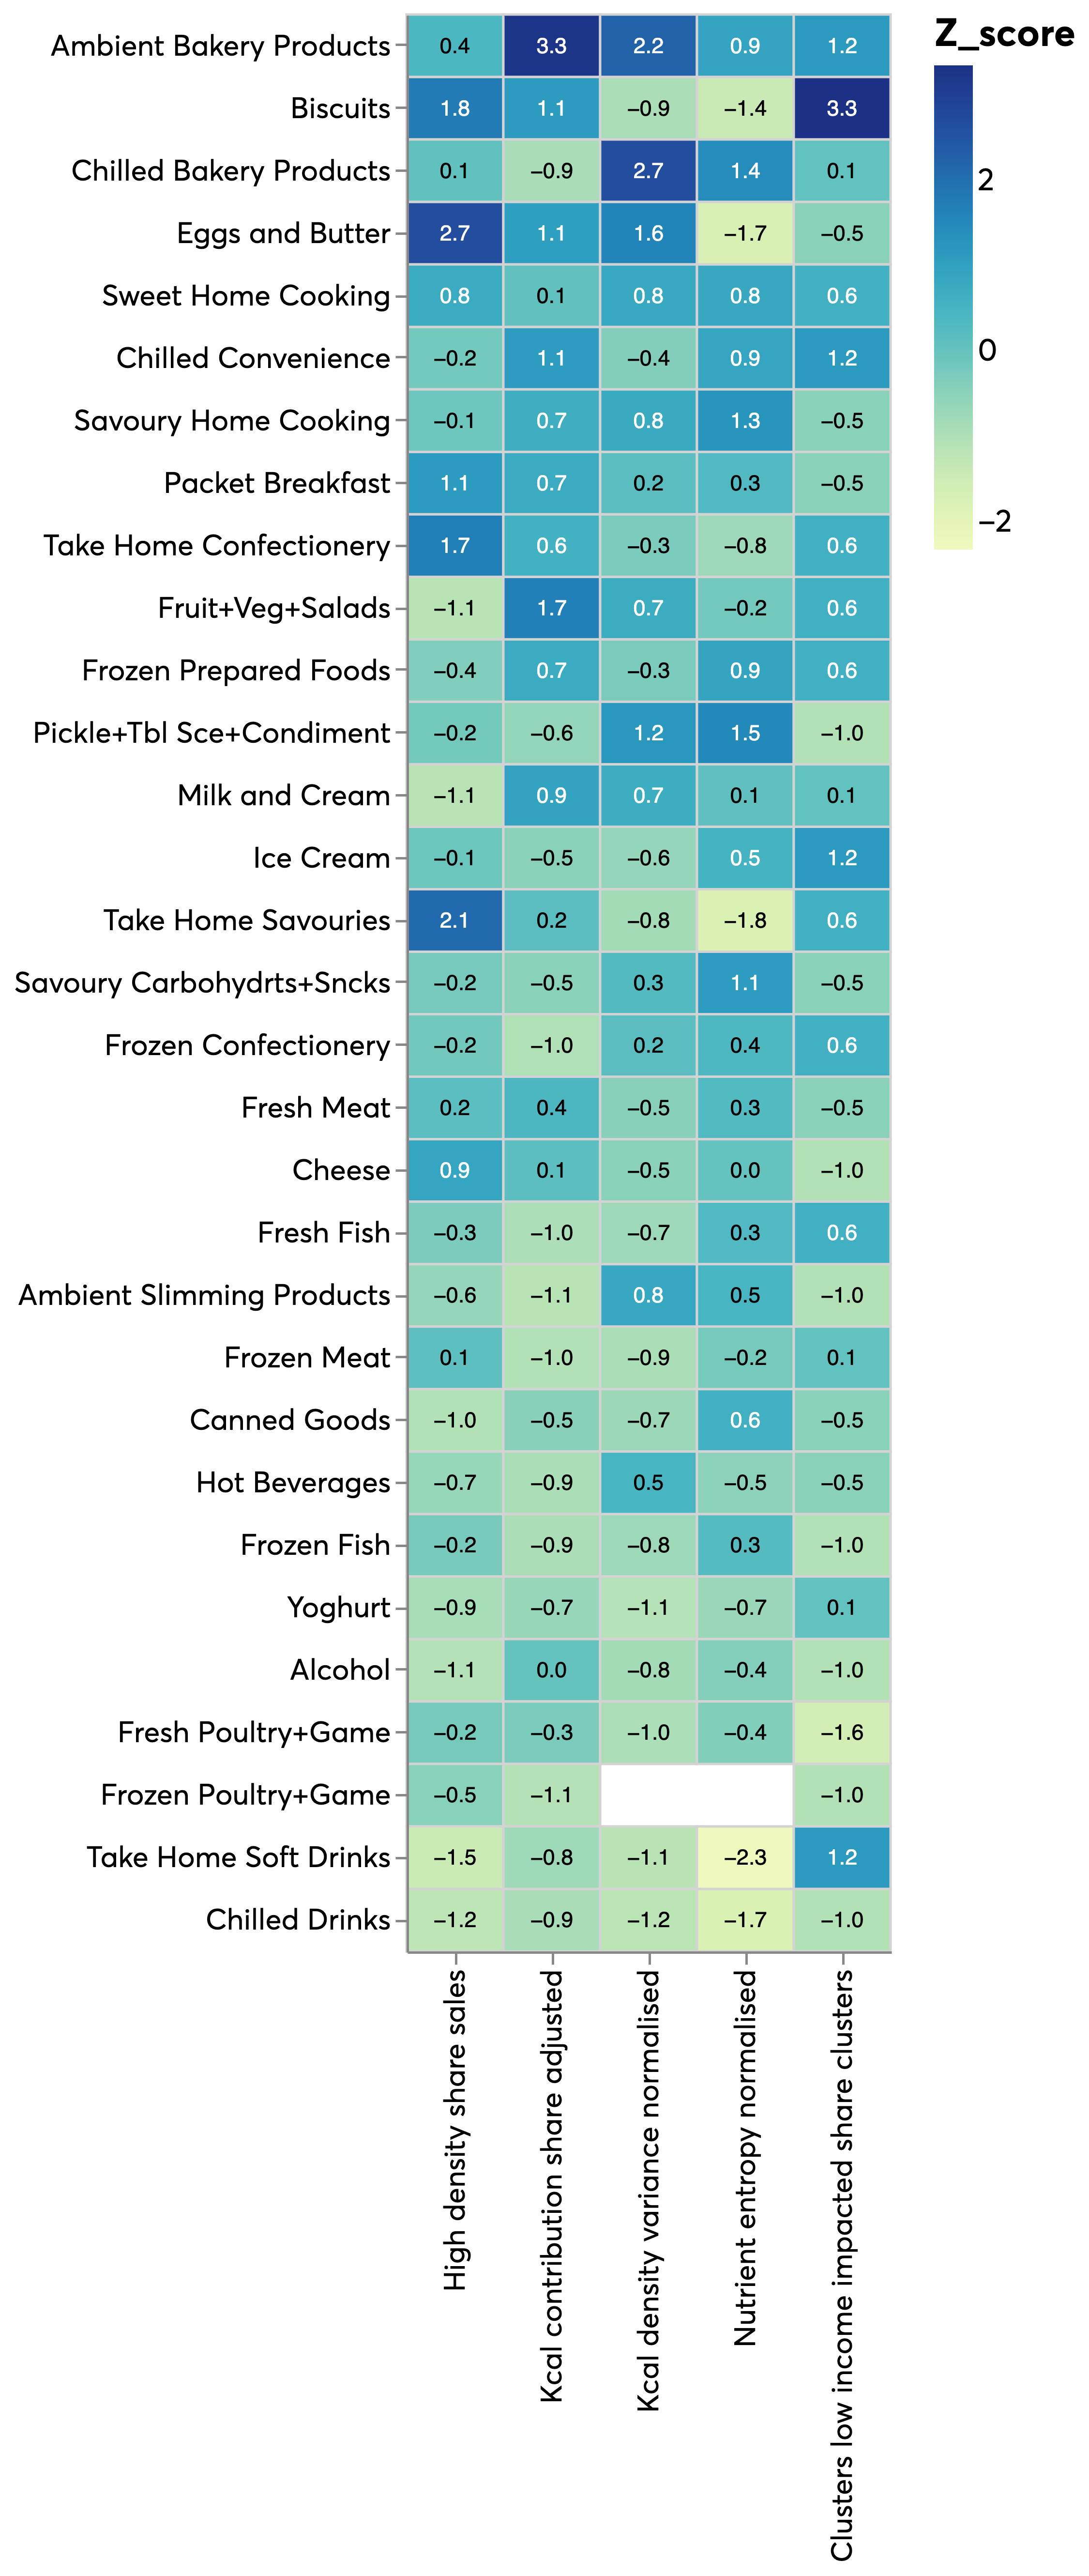 Z_score
2
0
−2
Ambient Bakery Products 0.4 3.3 2.2 0.9 1.2
Biscuits 1.8 1.1 −0.9 −1.4 3.3
Chilled Bakery Products 0.1 −0.9 2.7 1.4 0.1
Eggs and Butter 2.7 1.1 1.6 −1.7 −0.5
Sweet Home Cooking 0.8 0.1 0.8 0.8 0.6
Chilled Convenience −0.2 1.1 −0.4 0.9 1.2
Savoury Home Cooking −0.1 0.7 0.8 1.3 −0.5
Packet Breakfast 1.1 0.7 0.2 0.3 −0.5
Take Home Confectionery 1.7 0.6 −0.3 −0.8 0.6
Fruit+Veg+Salads −1.1 1.7 0.7 −0.2 0.6
Frozen Prepared Foods −0.4 0.7 −0.3 0.9 0.6
Pickle+Tbl Sce+Condiment −0.2 −0.6 1.2 1.5 −1.0
Milk and Cream −1.1 0.9 0.7 0.1 0.1
Ice Cream −0.1 −0.5 −0.6 0.5 1.2
Take Home Savouries 2.1 0.2 −0.8 −1.8 0.6
Savoury Carbohydrts+Sncks −0.2 −0.5 0.3 1.1 −0.5
Frozen Confectionery −0.2 −1.0 0.2 0.4 0.6
Fresh Meat 0.2 0.4 −0.5 0.3 −0.5
Cheese 0.9 0.1 −0.5 0.0 −1.0
Fresh Fish −0.3 −1.0 −0.7 0.3 0.6
Ambient Slimming Products −0.6 −1.1 0.8 0.5 −1.0
Frozen Meat 0.1 −1.0 −0.9 −0.2 0.1
Canned Goods −1.0 −0.5 −0.7 0.6 −0.5
Hot Beverages −0.7 −0.9 0.5 −0.5 −0.5
Frozen Fish −0.2 −0.9 −0.8 0.3 −1.0
Yoghurt −0.9 −0.7 −1.1 −0.7 0.1
Alcohol −1.1 0.0 −0.8 −0.4 −1.0
Fresh Poultry+Game −0.2 −0.3 −1.0 −0.4 −1.6
Frozen Poultry+Game −0.5 −1.1 −1.0
Take Home Soft Drinks −1.5 −0.8 −1.1 −2.3 1.2
Chilled Drinks −1.2 −0.9 −1.2 −1.7 −1.0
High density share sales
Kcal contribution share adjusted
Kcal density variance normalised
Nutrient entropy normalised
Clusters low income impacted share clusters